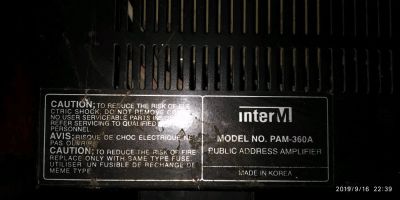 CAUTION: TO REDUCE THE RISK OF ELE
CTRIC SHOCK. DO NOT REMOVE COVER
NO USER SERVICEABLE PARTS IN
REFER SERVICING TO QUALIFIED
PERSONNEL.
AVIS: RISQUE DE CHOC ELECTRIQUE NE
PAS OUVRIR
CAUTION: TO REDUCE THE RISK OF FIRE
REPLACE ONLY WITH SAME TYPE FUSE.
UTILISER UN FUSIBLE DE RECHANGE DE
MEME TYPE
interM
MODEL NO. PAM-360A
PUBLIC ADDRESS AMPLIFIER
MADE IN KOREA
2019/9/16 22:39